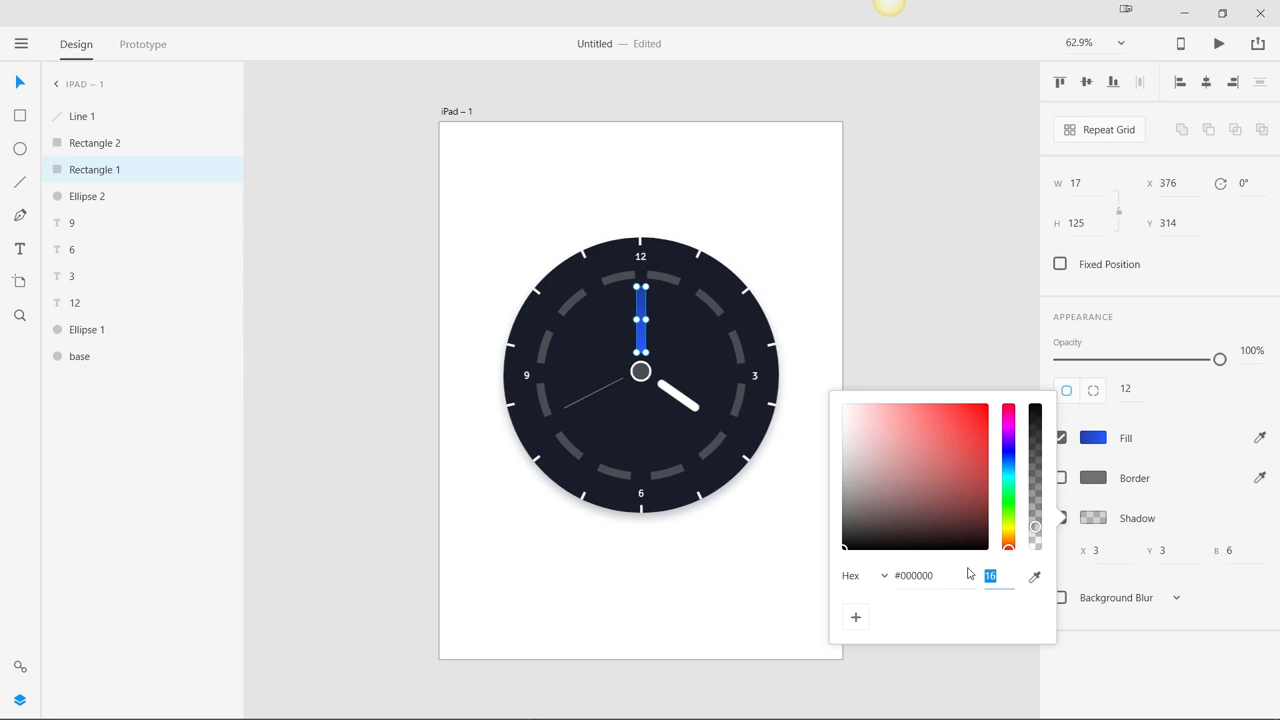 Design
Prototype
Untitled — Edited
62.9%
IPAD – 1
Line 1
Rectangle 2
Rectangle 1
Ellipse 2
T 9
T 6
T 3
T 12
Ellipse 1
base
iPad – 1
12
9
3
6
Repeat Grid
W 17
X 376
0°
H 125
Y 314
Fixed Position
APPEARANCE
Opacity
100%
12
Fill
Border
Shadow
X 3
Y 3
B 6
Background Blur
Hex
#000000
16